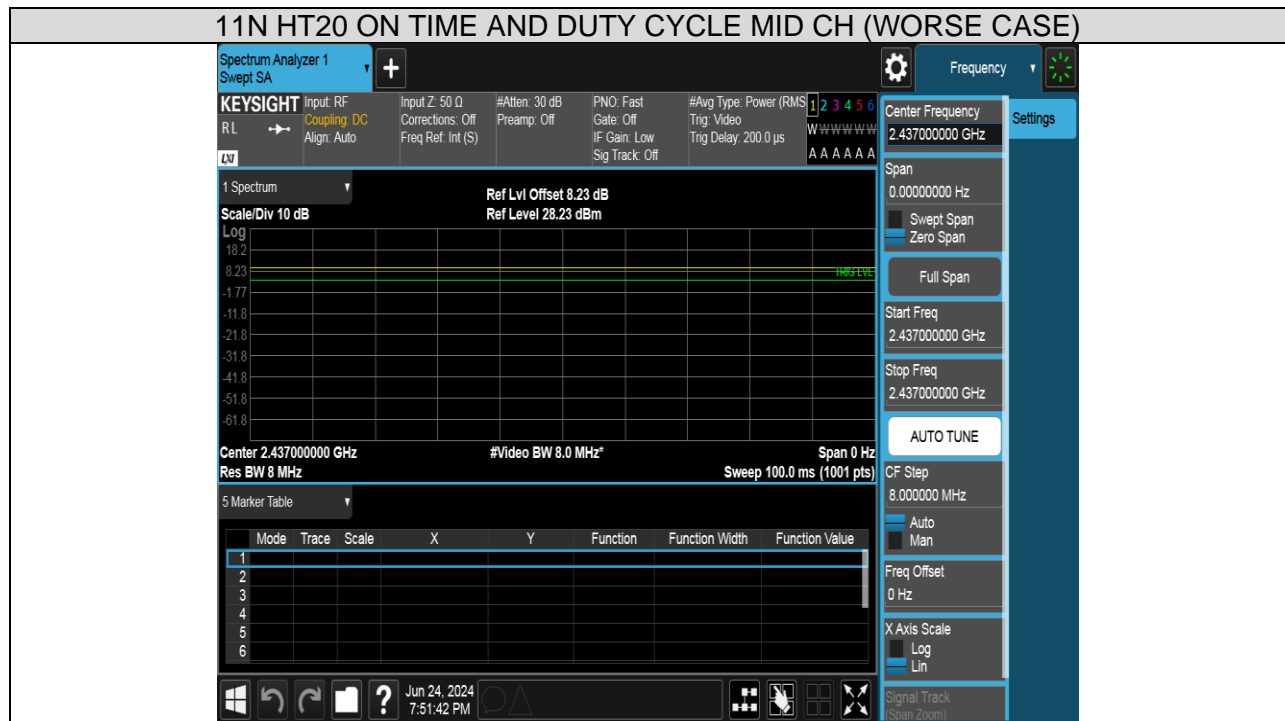 11N HT20 ON TIME AND DUTY CYCLE MID CH (WORSE CASE)
Spectrum Analyzer 1
Swept SA
+
Frequency
KEYSIGHT Input: RF Input Z: 50 Ω #Atten: 30 dB PNO: Fast #Avg Type: Power (RMS 1 2 3 4 5 6
RL Coupling: DC Corrections: Off Preamp: Off Gate: Off Trig: Video W W W W W W
Align: Auto Freq Ref: Int (S) IF Gain: Low Trig Delay: 200.0 µs
LXI Sig Track: Off A A A A A A
Center Frequency
2.437000000 GHz
Settings
1 Spectrum
Ref Lvl Offset 8.23 dB
Scale/Div 10 dB Ref Level 28.23 dBm
Log
18.2
8.23 TRIG LVL
-1.77
-11.8
-21.8
-31.8
-41.8
-51.8
-61.8
Center 2.437000000 GHz #Video BW 8.0 MHz* Span 0 Hz
Res BW 8 MHz Sweep 100.0 ms (1001 pts)
Span
0.00000000 Hz
Swept Span
Zero Span
Full Span
Start Freq
2.437000000 GHz
Stop Freq
2.437000000 GHz
AUTO TUNE
CF Step
8.000000 MHz
Auto
Man
Freq Offset
0 Hz
X Axis Scale
Log
Lin
Signal Track
(Span Zoom)
5 Marker Table
Mode Trace Scale X Y Function Function Width Function Value
1
2
3
4
5
6
? Jun 24, 2024
7:51:42 PM